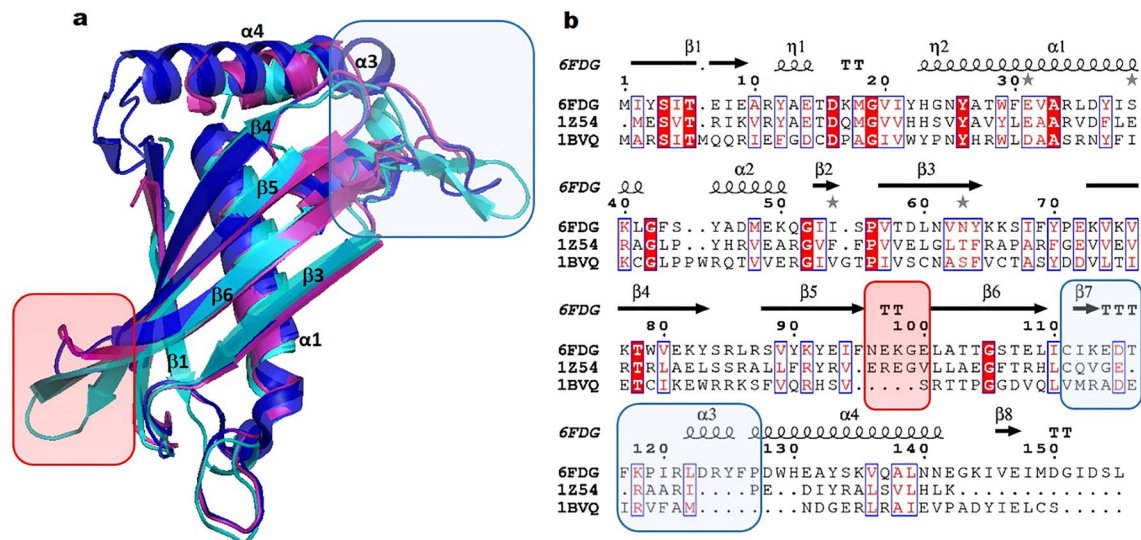 a
b
α4
α3
β4
β5
β3
β6
β1
α1
β1 η1 η2 α1
6FDG . TT
1 10 20 30
6FDG MIYSIT.EIEARYAETDKMGVIYHGNYATWFEVARLDYIS
1Z54 .MESVT.RIKVRYAETDQMGVVHHSVYAVYLEAARVDFLE
1BVQ MARSITMQQRIEFGDCDPAGIVWYPNYHRWLDAASRNYFI
α2 β2 β3
6FDG
40 50 60 70
6FDG KLGFS..YADMEKQGII.SPVTDLNVNYKKSIFYPEKVKV
1Z54 RAGLP..YHRVEARGVF.FPVVELGLTFRAPARFGEVVEV
1BVQ KCGLPPWRQTVVERGIVGTPIVSCNASFVCTASYDDVLTI
β4 β5 β6 β7
6FDG TT TTT
80 90 100 110
6FDG KTWVEKYSRLRSVYKYEIFNEKGELATTGSTELICIKEDT
1Z54 RTRLAELSSRALLFRYRV.EREGVLLAEGFTRHLCQVGE.
1BVQ ETCIKEWRRKSFVQRHSV.....SRTTPGGDVQLVMRADE
α3 α4 β8
6FDG TT
120 130 140 150
6FDG FKPIRLDRYFPDWHEAYSKVQALNNEGKIVEIMDGIDSL
1Z54 .RAARI....PE..DIYRALSVLHLK.............
1BVQ IRVFAM.......NDGERLRAIEVPADYIELCS......